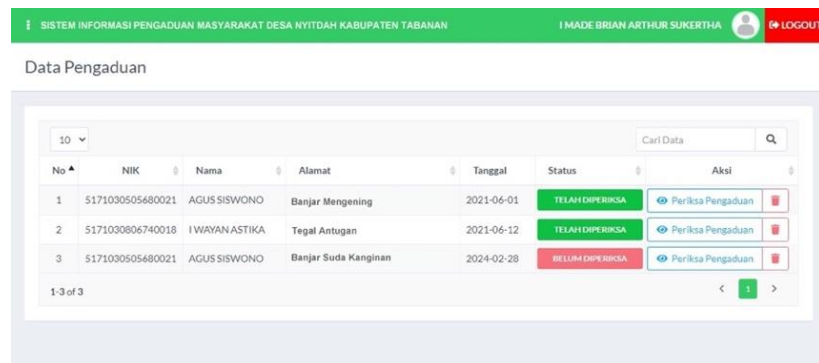 SISTEM INFORMASI PENGADUAN MASYARAKAT DESA NYITDAH KABUPATEN TABANAN I MADE BRIAN ARTHUR SUKERTHA LOGOUT
Data Pengaduan
10 Cari Data
No NIK Nama Alamat Tanggal Status Aksi
1 5171030505680021 AGUS SISWONO Banjar Mengening 2021-06-01 TELAH DIPERIKSA Periksa Pengaduan
2 5171030806740018 I WAYAN ASTIKA Tegal Antugan 2021-06-12 TELAH DIPERIKSA Periksa Pengaduan
3 5171030505680021 AGUS SISWONO Banjar Suda Kanginan 2024-02-28 BELUM DIPERIKSA Periksa Pengaduan
1-3 of 3 < 1 >